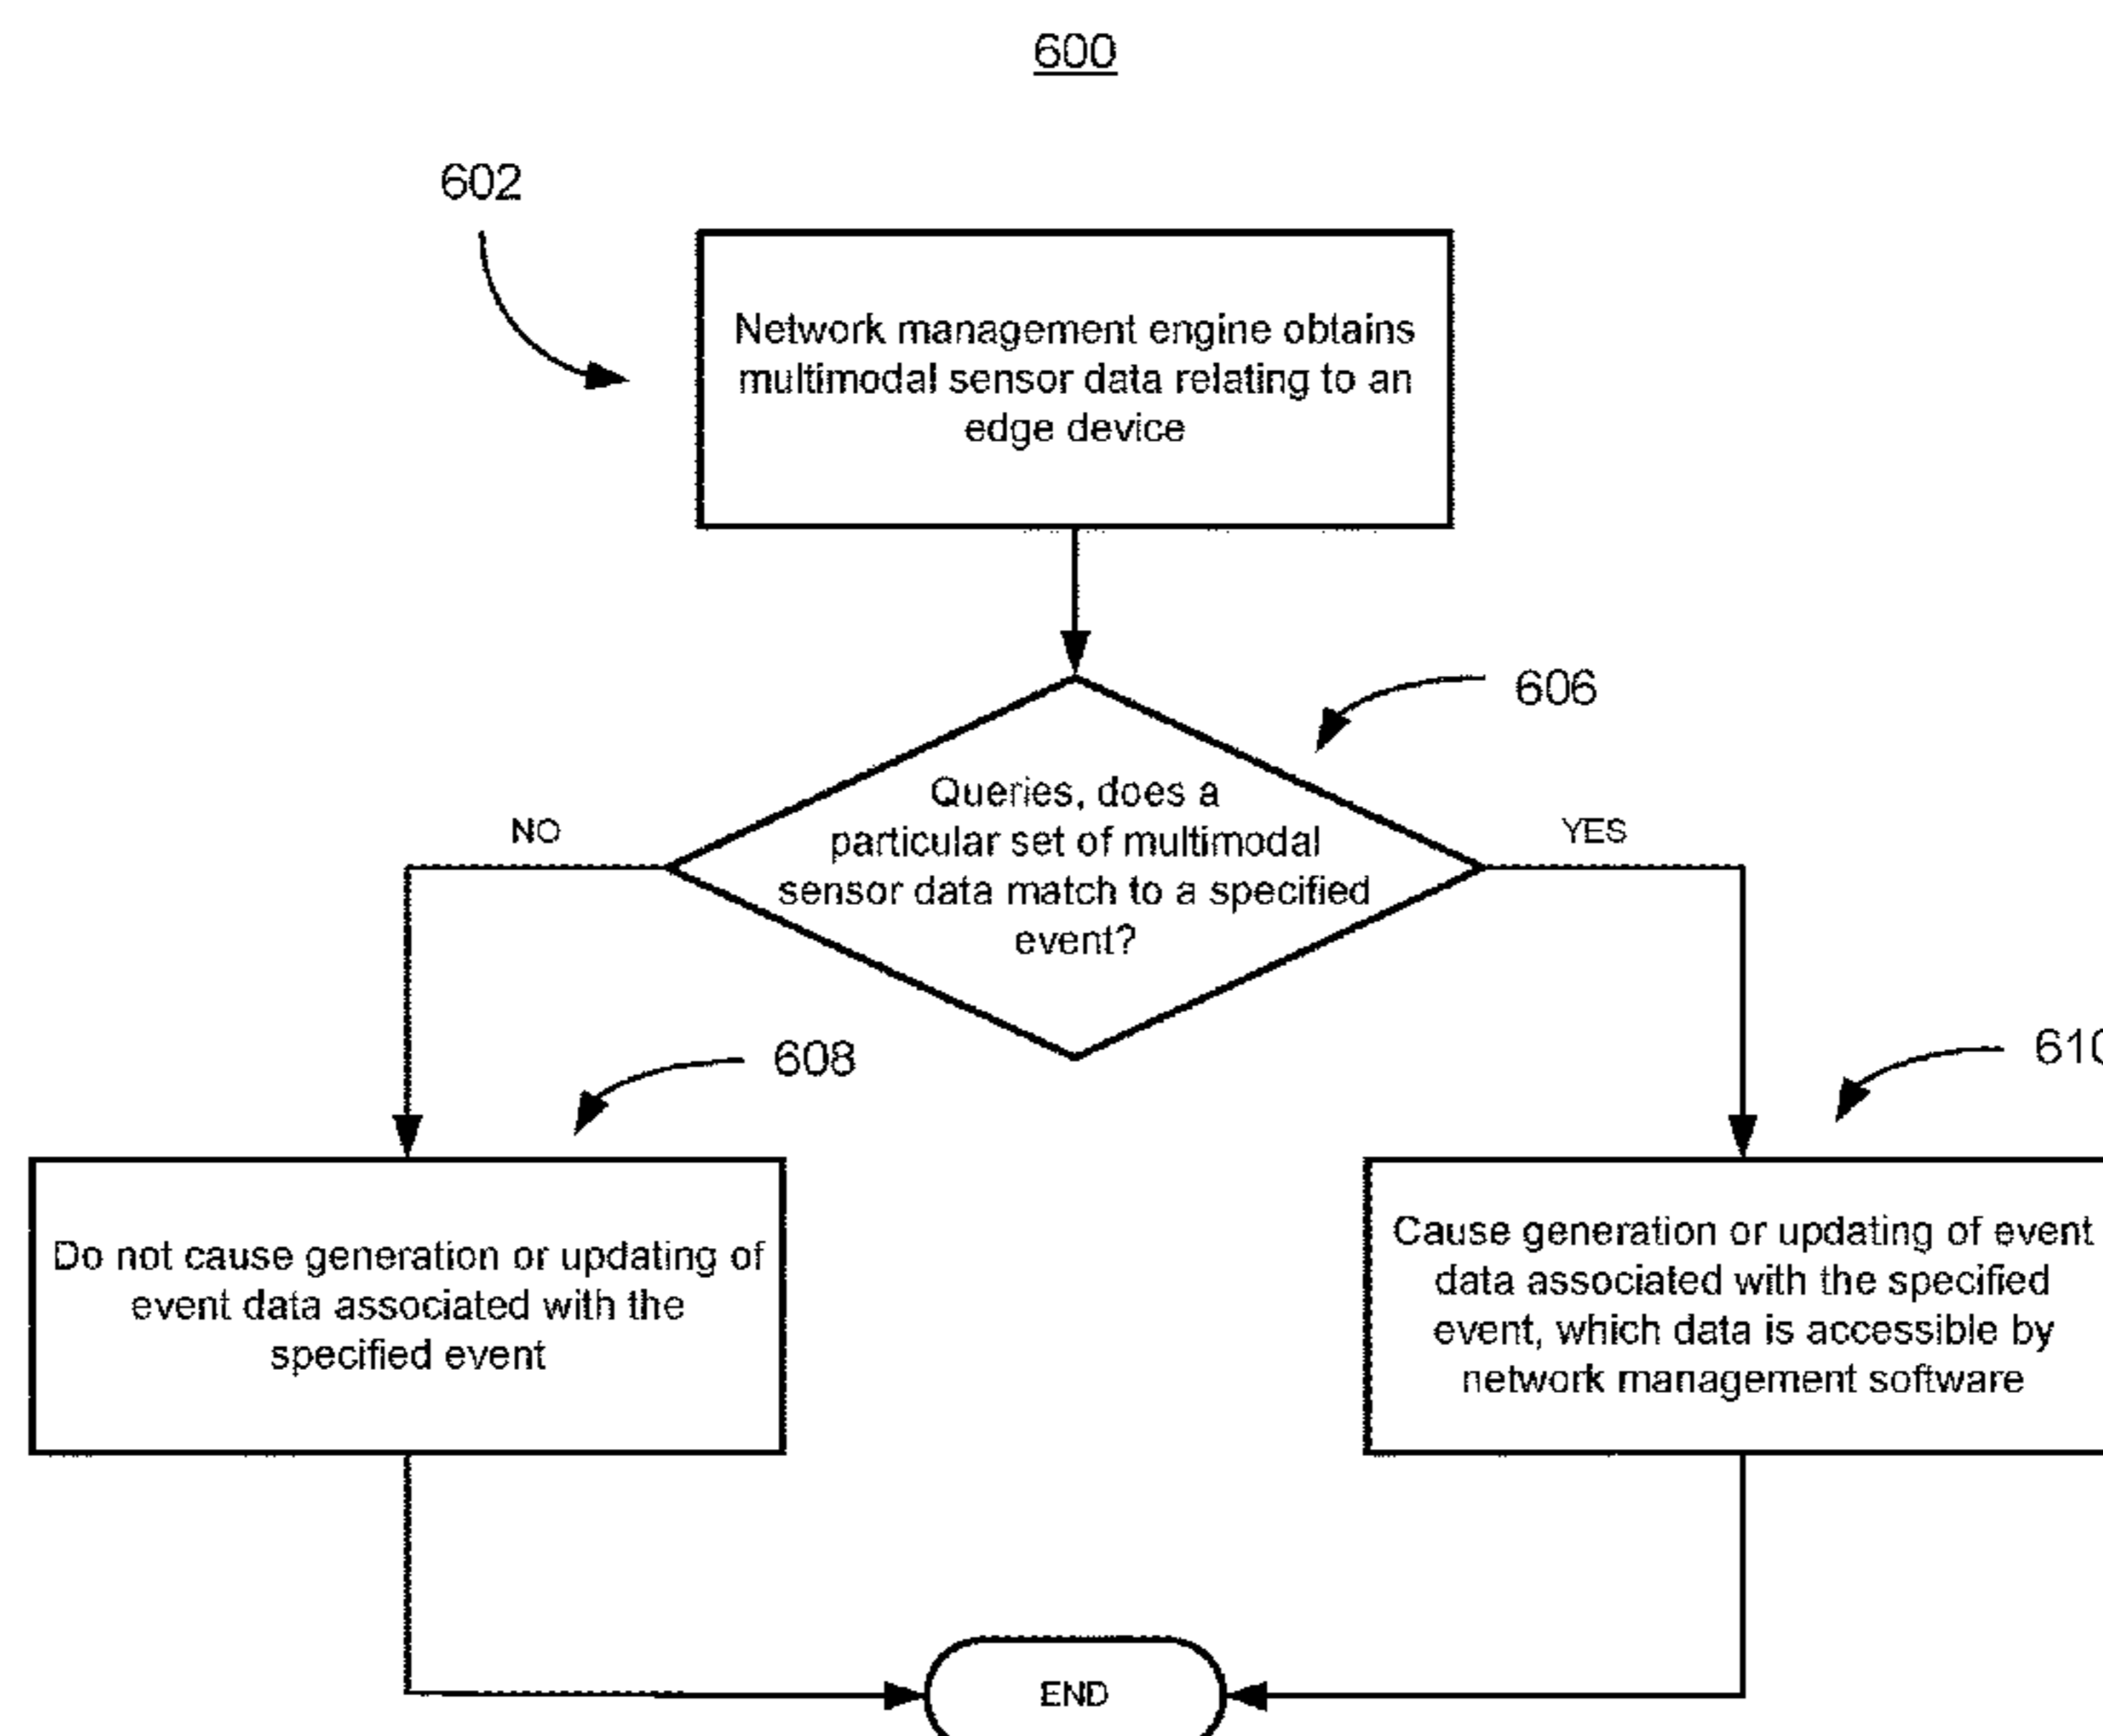 600
602
Network management engine obtains
multimodal sensor data relating to an
edge device
606
Queries, does a
particular set of multimodal
sensor data match to a specified
event?
NO
YES
608
610
Do not cause generation or updating of
event data associated with the
specified event
Cause generation or updating of event
data associated with the specified
event, which data is accessible by
network management software
END